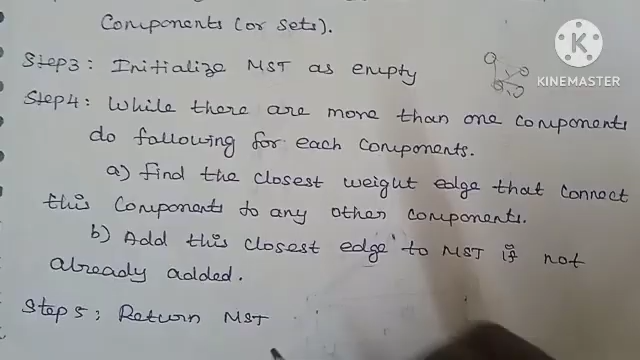 Components (or sets).
Step3: Initialize MST as empty
Step4: While there are more than one components
do following for each components.
a) find the closest weight edge that connect
this components to any other components.
b) Add this closest edge to MST if not
already added.
Step5: Return MST
KINEMASTER